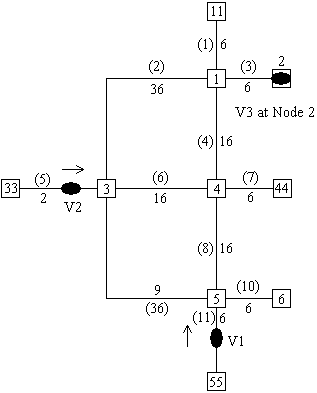 11
(1) 6
(2) (3) 2
1
36 6
V3 at Node 2
(4) 16
(5) (6) (7)
33 3 4 44
2 16 6
V2
(8) 16
9 (10)
5 6
(36) (11) 6 6
V1
55